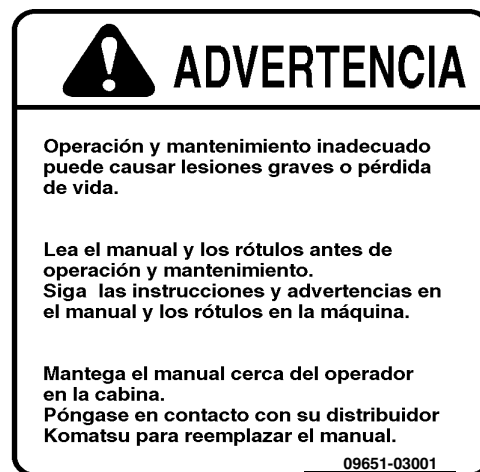 ADVERTENCIA
Operación y mantenimiento inadecuado
puede causar lesiones graves o pérdida
de vida.
Lea el manual y los rótulos antes de
operación y mantenimiento.
Siga las instrucciones y advertencias en
el manual y los rótulos en la máquina.
Mantega el manual cerca del operador
en la cabina.
Póngase en contacto con su distribuidor
Komatsu para reemplazar el manual.
09651-03001